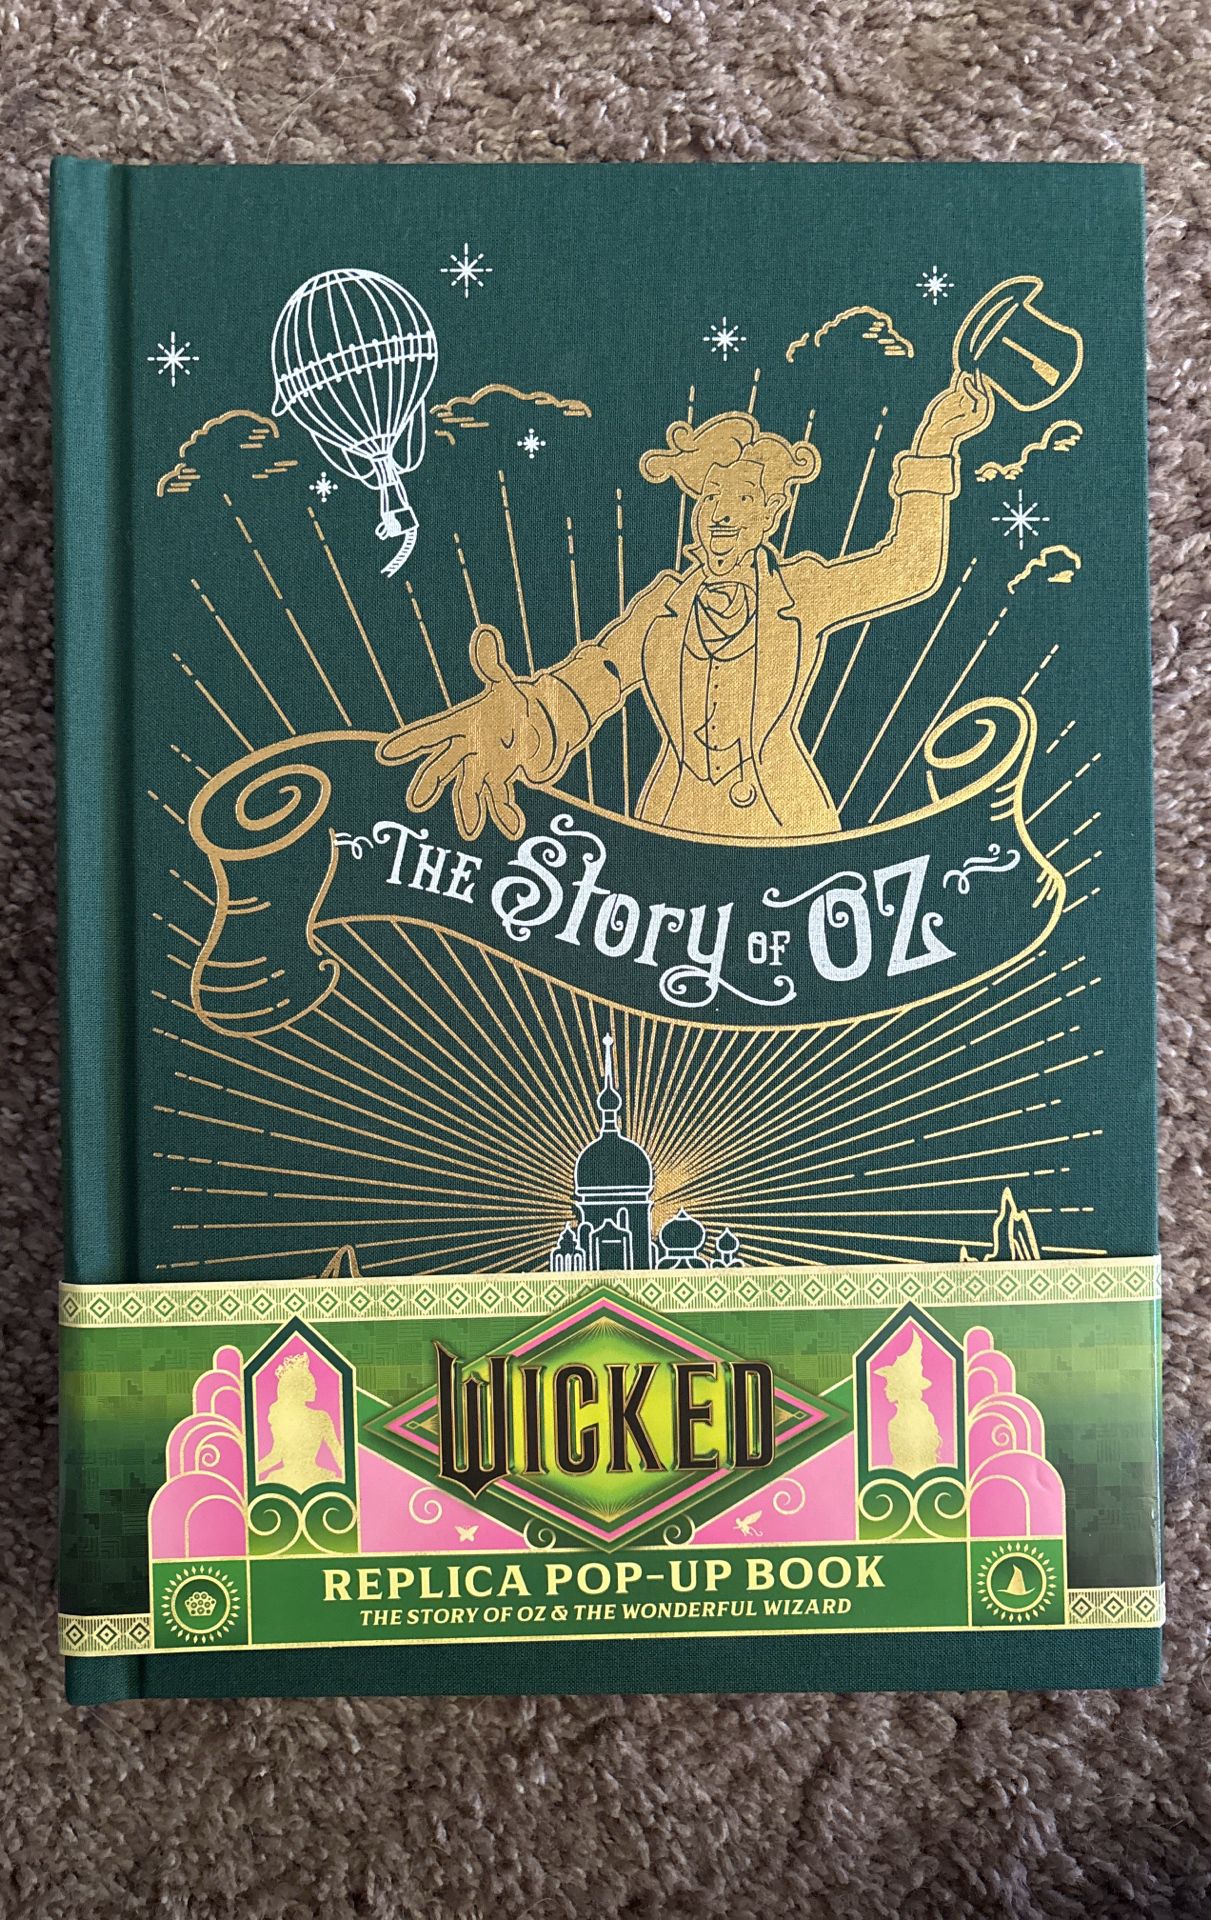 THE STORY OF OZ
WICKED
REPLICA POP-UP BOOK
THE STORY OF OZ & THE WONDERFUL WIZARD